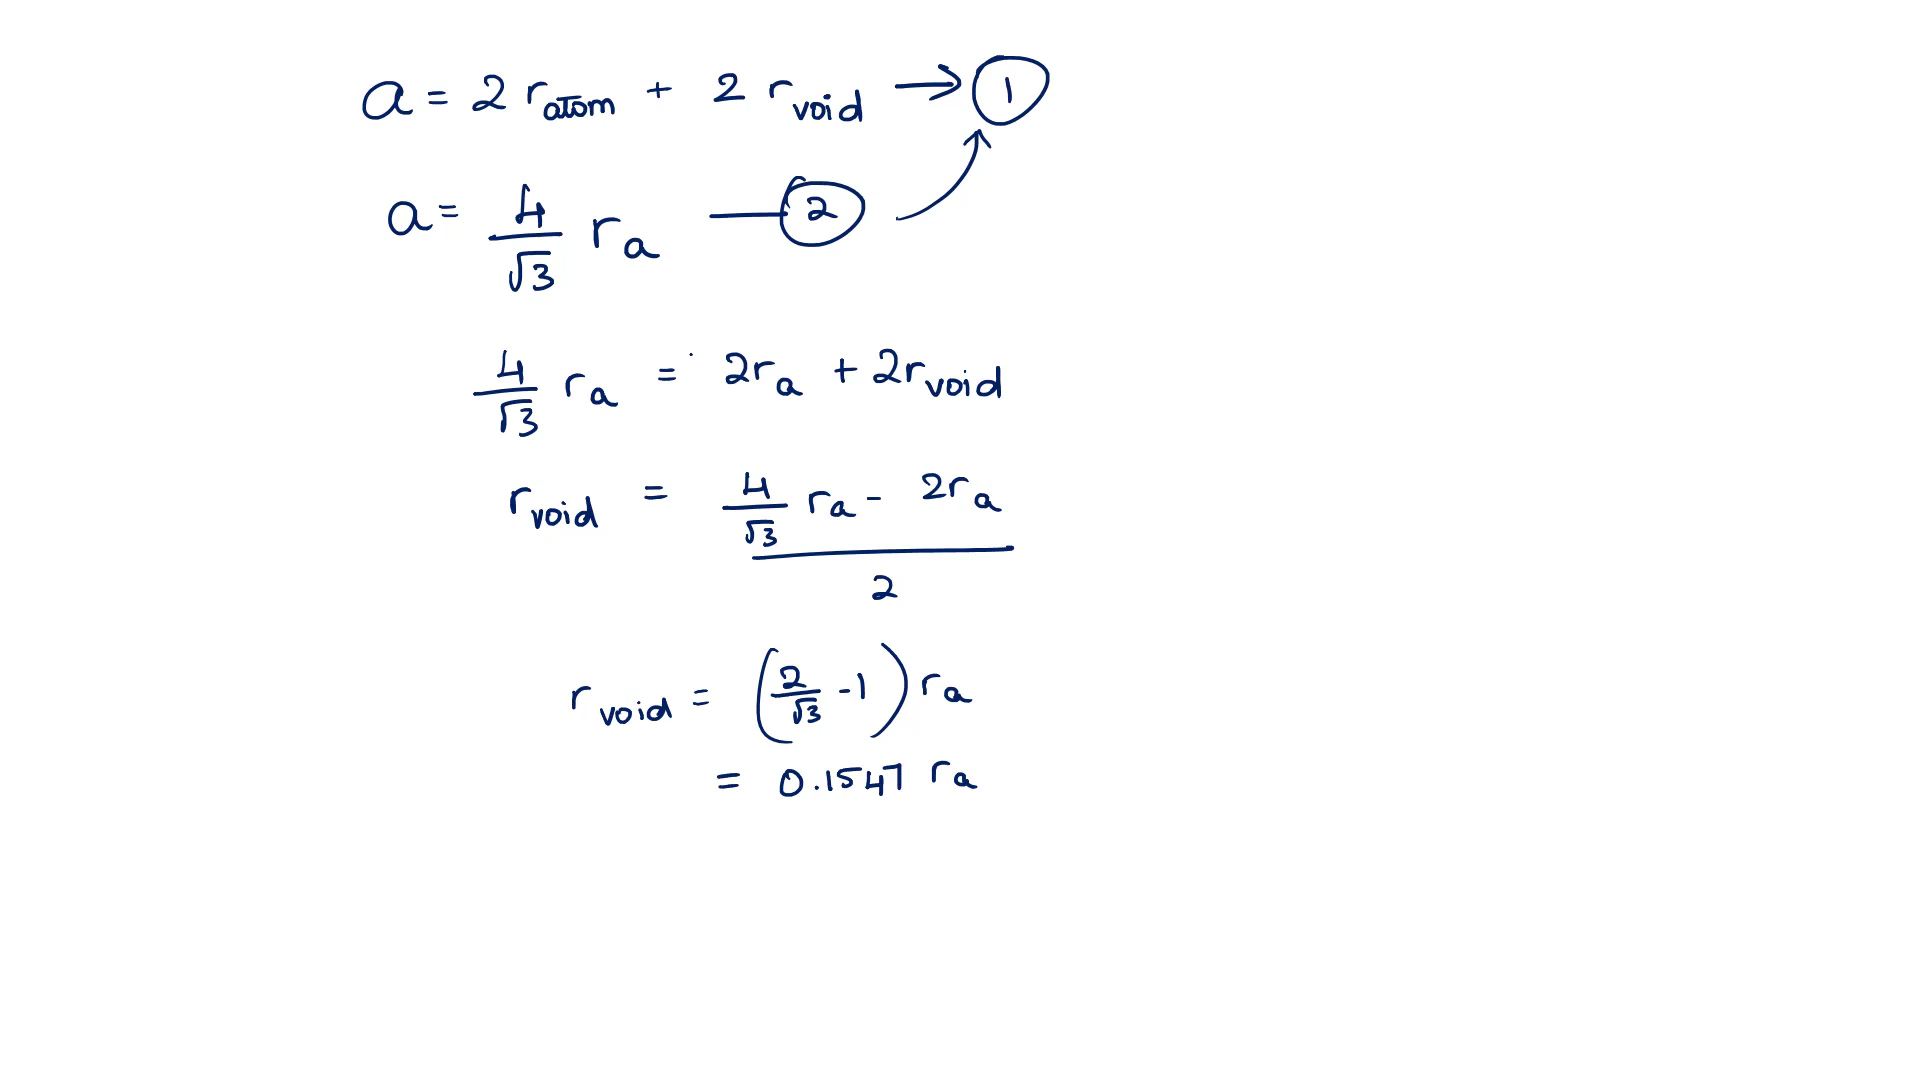 a = 2 r_atom + 2 r_void → ①
a = 4/√3 r_a — ②
4/√3 r_a = 2r_a + 2r_void
r_void = (4/√3 r_a - 2r_a)/2
r_void = (2/√3 - 1) r_a
= 0.1547 r_a